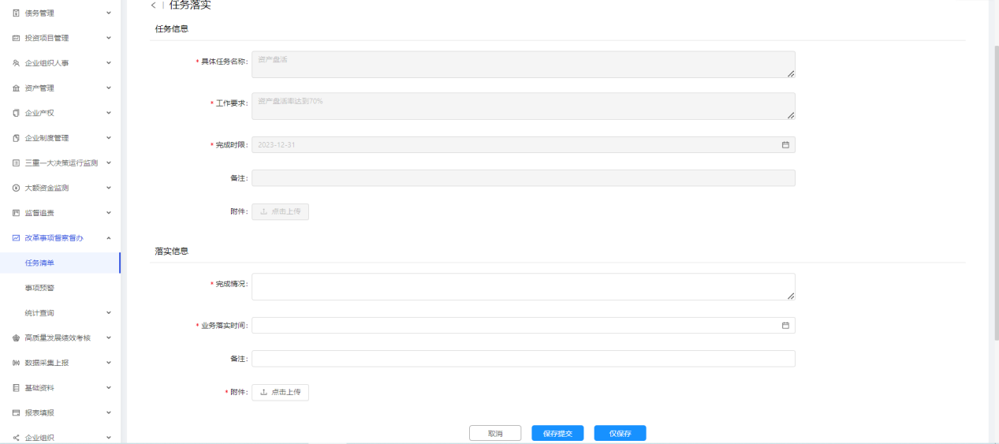 债务管理
投资项目管理
企业组织人事
资产管理
企业产权
企业制度管理
三重一大决策运行监测
大额资金监测
监督追责
改革事项督察督办
任务清单
事项预警
统计查询
高质量发展绩效考核
数据采集上报
基础资料
报表填报
企业组织
< | 任务落实
任务信息
* 具体任务名称: 资产盘活
* 工作要求: 资产盘活率达到70%
* 完成时限: 2023-12-31
备注:
附件: 点击上传
落实信息
* 完成情况:
* 业务落实时间:
备注:
* 附件: 点击上传
取消 保存提交 仅保存